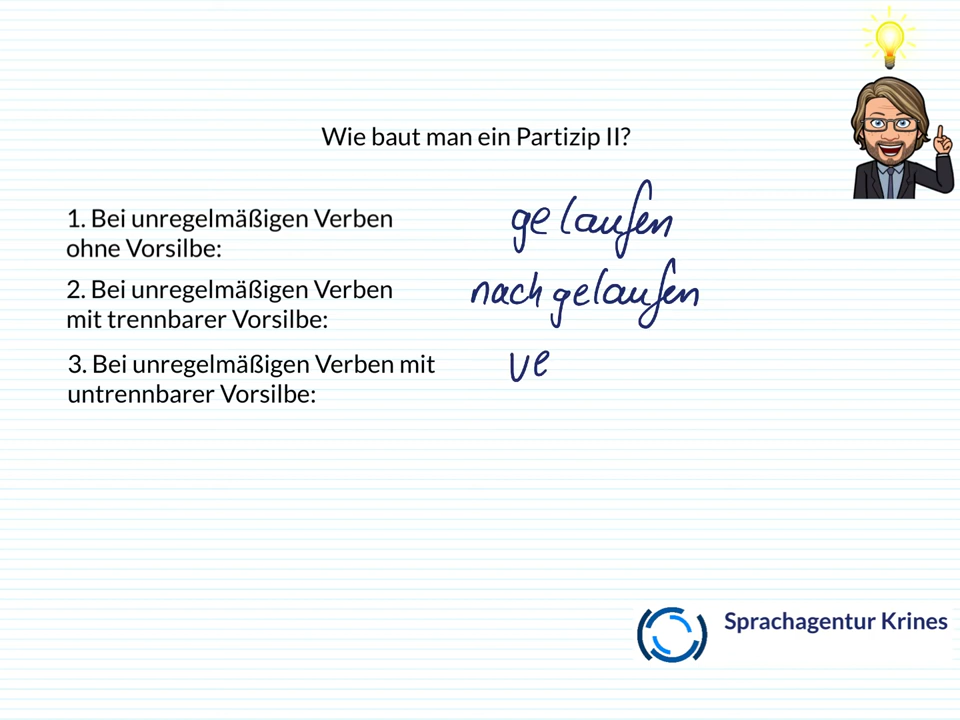 Wie baut man ein Partizip II?
1. Bei unregelmäßigen Verben
ohne Vorsilbe:
gelaufen
2. Bei unregelmäßigen Verben
mit trennbarer Vorsilbe:
nachgelaufen
3. Bei unregelmäßigen Verben mit
untrennbarer Vorsilbe:
ve
Sprachagentur Krines